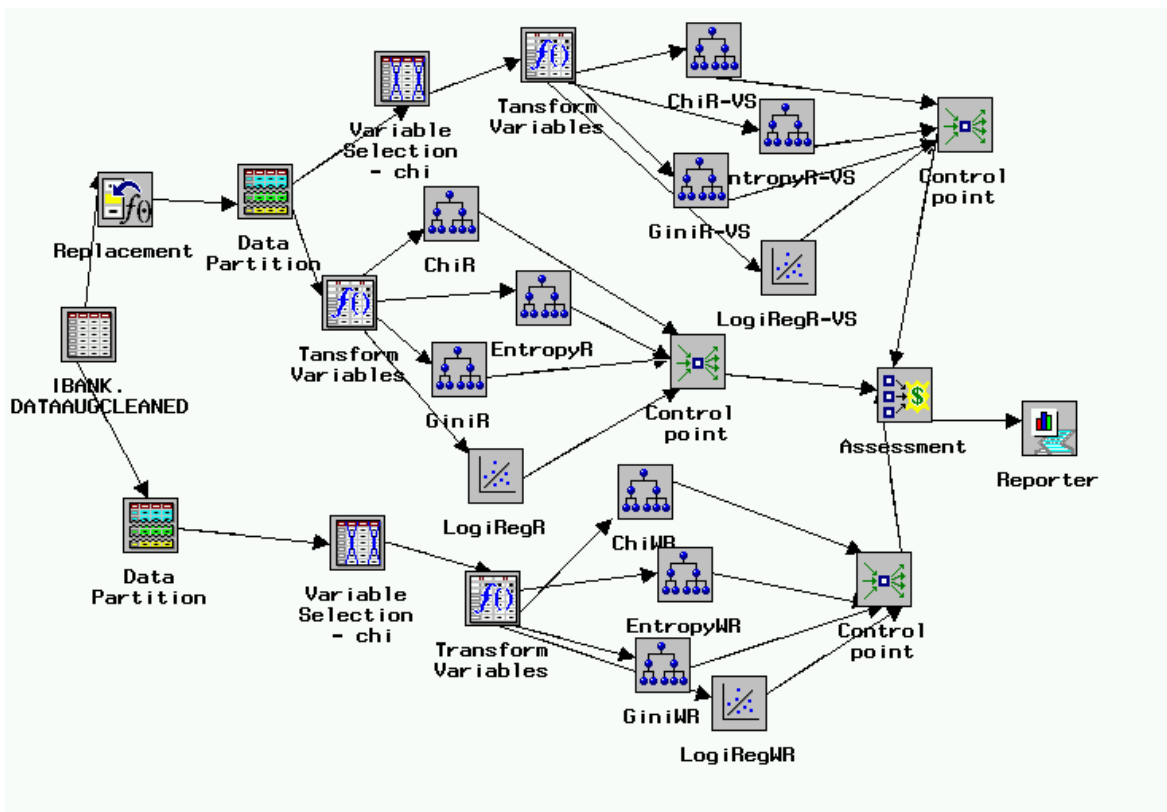 ChiR-VS
Tansform
Variables
Variable
Selection
- chi
ntropyR-VS
Control
point
Replacement
Data
Partition
ChiR
GiniR-VS
LogiRegR-VS
EntropyR
Tansform
Variables
IBANK.
DATAAUGCLEANED
GiniR
Control
point
Assessment
Reporter
LogiRegR
ChiWR
Data
Partition
Variable
Selection
- chi
Transform
Variables
EntropyWR
Control
point
GiniWR
LogiRegWR
f()
f()
f()
f()
$